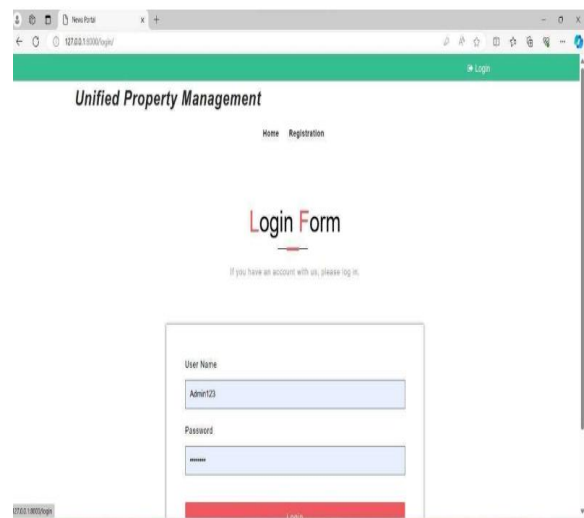 News Portal
127.0.0.1:8000/login/
Login
Unified Property Management
Home Registration
Login Form
If you have an account with us, please log in.
User Name
Admin123
Password
••••••••
Login
127.0.0.1:8000/login